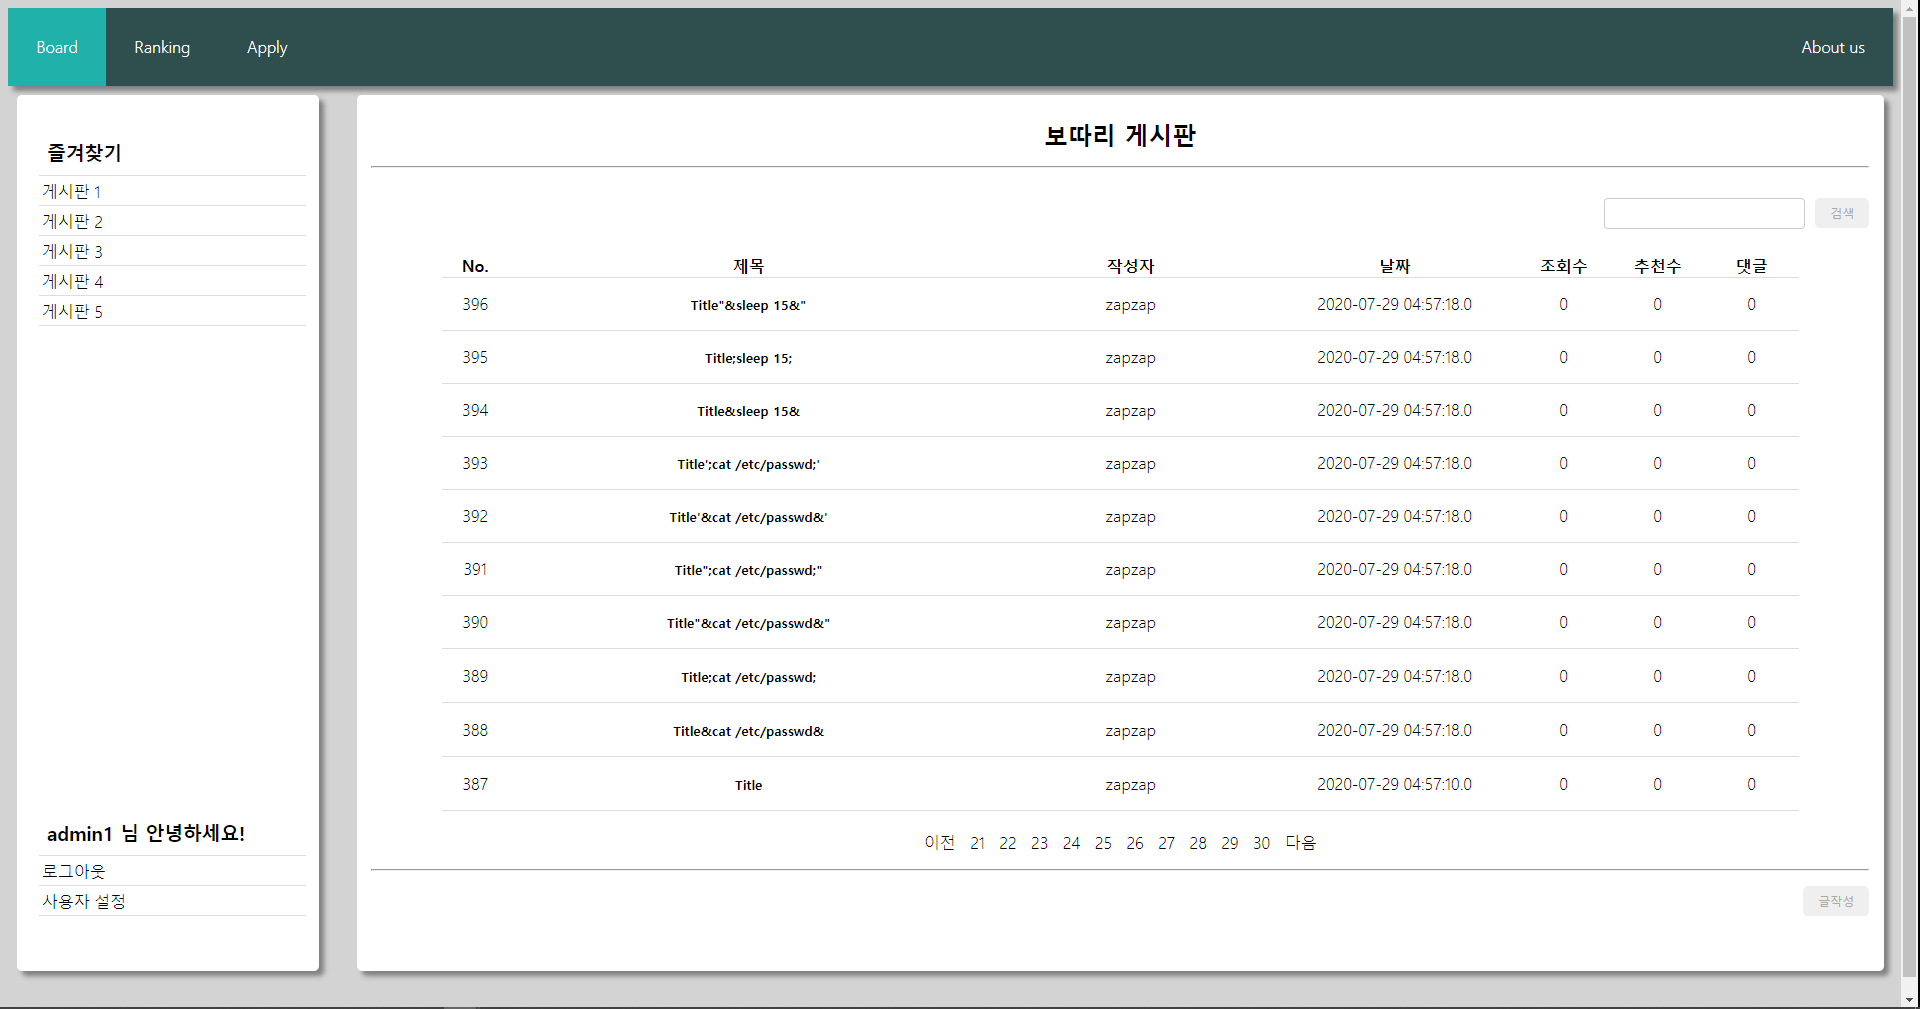 Board Ranking Apply About us
즐겨찾기
게시판 1
게시판 2
게시판 3
게시판 4
게시판 5
admin1 님 안녕하세요!
로그아웃
사용자 설정
보따리 게시판
검색
No. 제목 작성자 날짜 조회수 추천수 댓글
396 Title"&sleep 15&" zapzap 2020-07-29 04:57:18.0 0 0 0
395 Title;sleep 15; zapzap 2020-07-29 04:57:18.0 0 0 0
394 Title&sleep 15& zapzap 2020-07-29 04:57:18.0 0 0 0
393 Title';cat /etc/passwd;' zapzap 2020-07-29 04:57:18.0 0 0 0
392 Title'&cat /etc/passwd&' zapzap 2020-07-29 04:57:18.0 0 0 0
391 Title";cat /etc/passwd;" zapzap 2020-07-29 04:57:18.0 0 0 0
390 Title"&cat /etc/passwd&" zapzap 2020-07-29 04:57:18.0 0 0 0
389 Title;cat /etc/passwd; zapzap 2020-07-29 04:57:18.0 0 0 0
388 Title&cat /etc/passwd& zapzap 2020-07-29 04:57:18.0 0 0 0
387 Title zapzap 2020-07-29 04:57:10.0 0 0 0
이전 21 22 23 24 25 26 27 28 29 30 다음
글작성